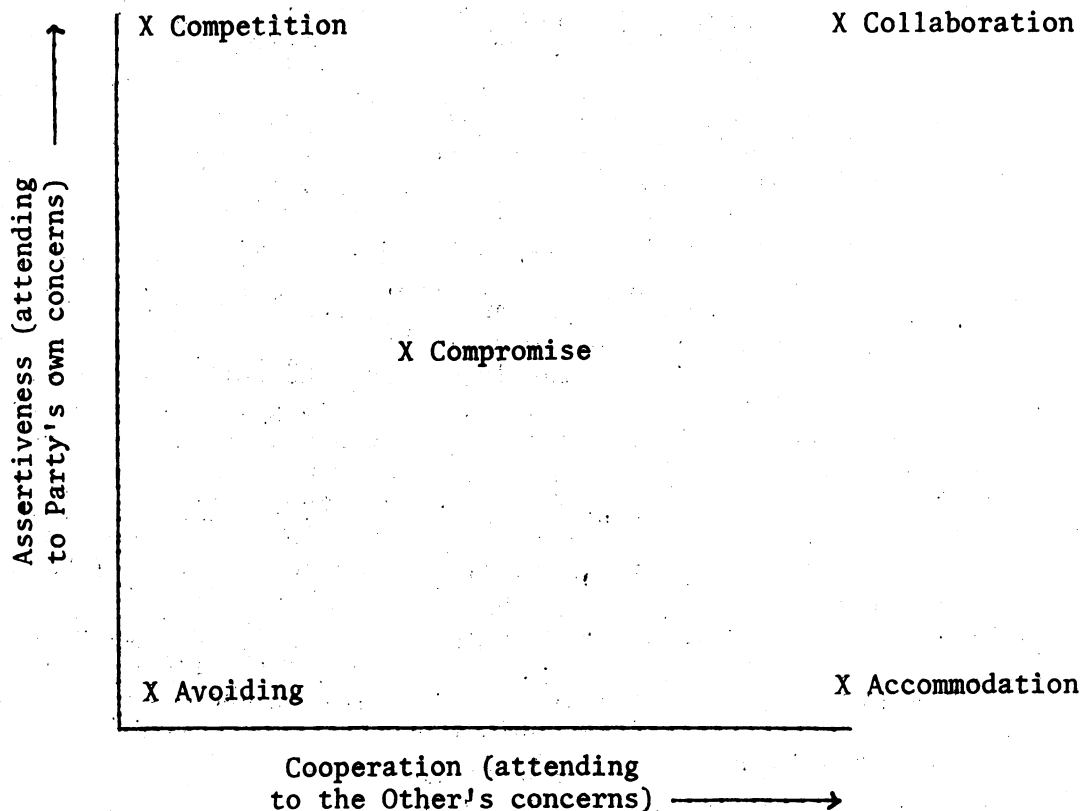 X Competition
X Collaboration
Assertiveness (attending
to Party's own concerns)
X Compromise
X Avoiding
X Accommodation
Cooperation (attending
to the Other's concerns)